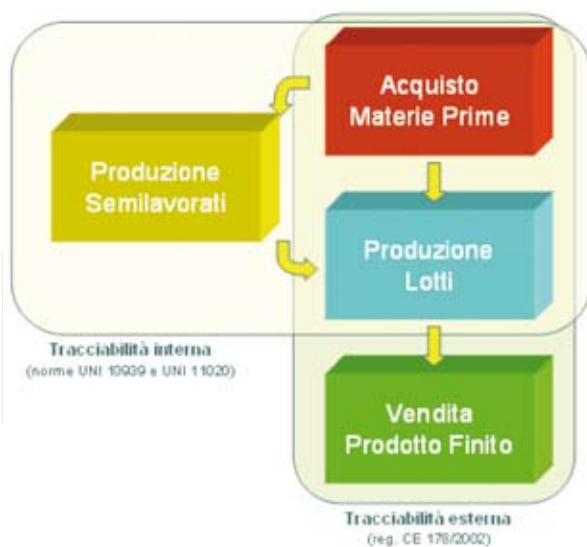 Acquisto
Materie Prime
Produzione
Semilavorati
Produzione
Lotti
Tracciabilità interna
(norme UNI 10939 e UNI 11020)
Vendita
Prodotto Finito
Tracciabilità esterna
(reg. CE 178/2002)